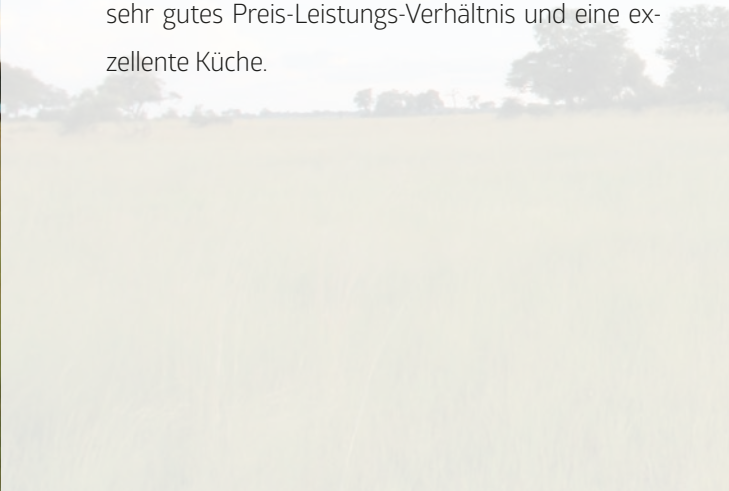 sehr gutes Preis-Leistungs-Verhältnis und eine ex-
zellente Küche.